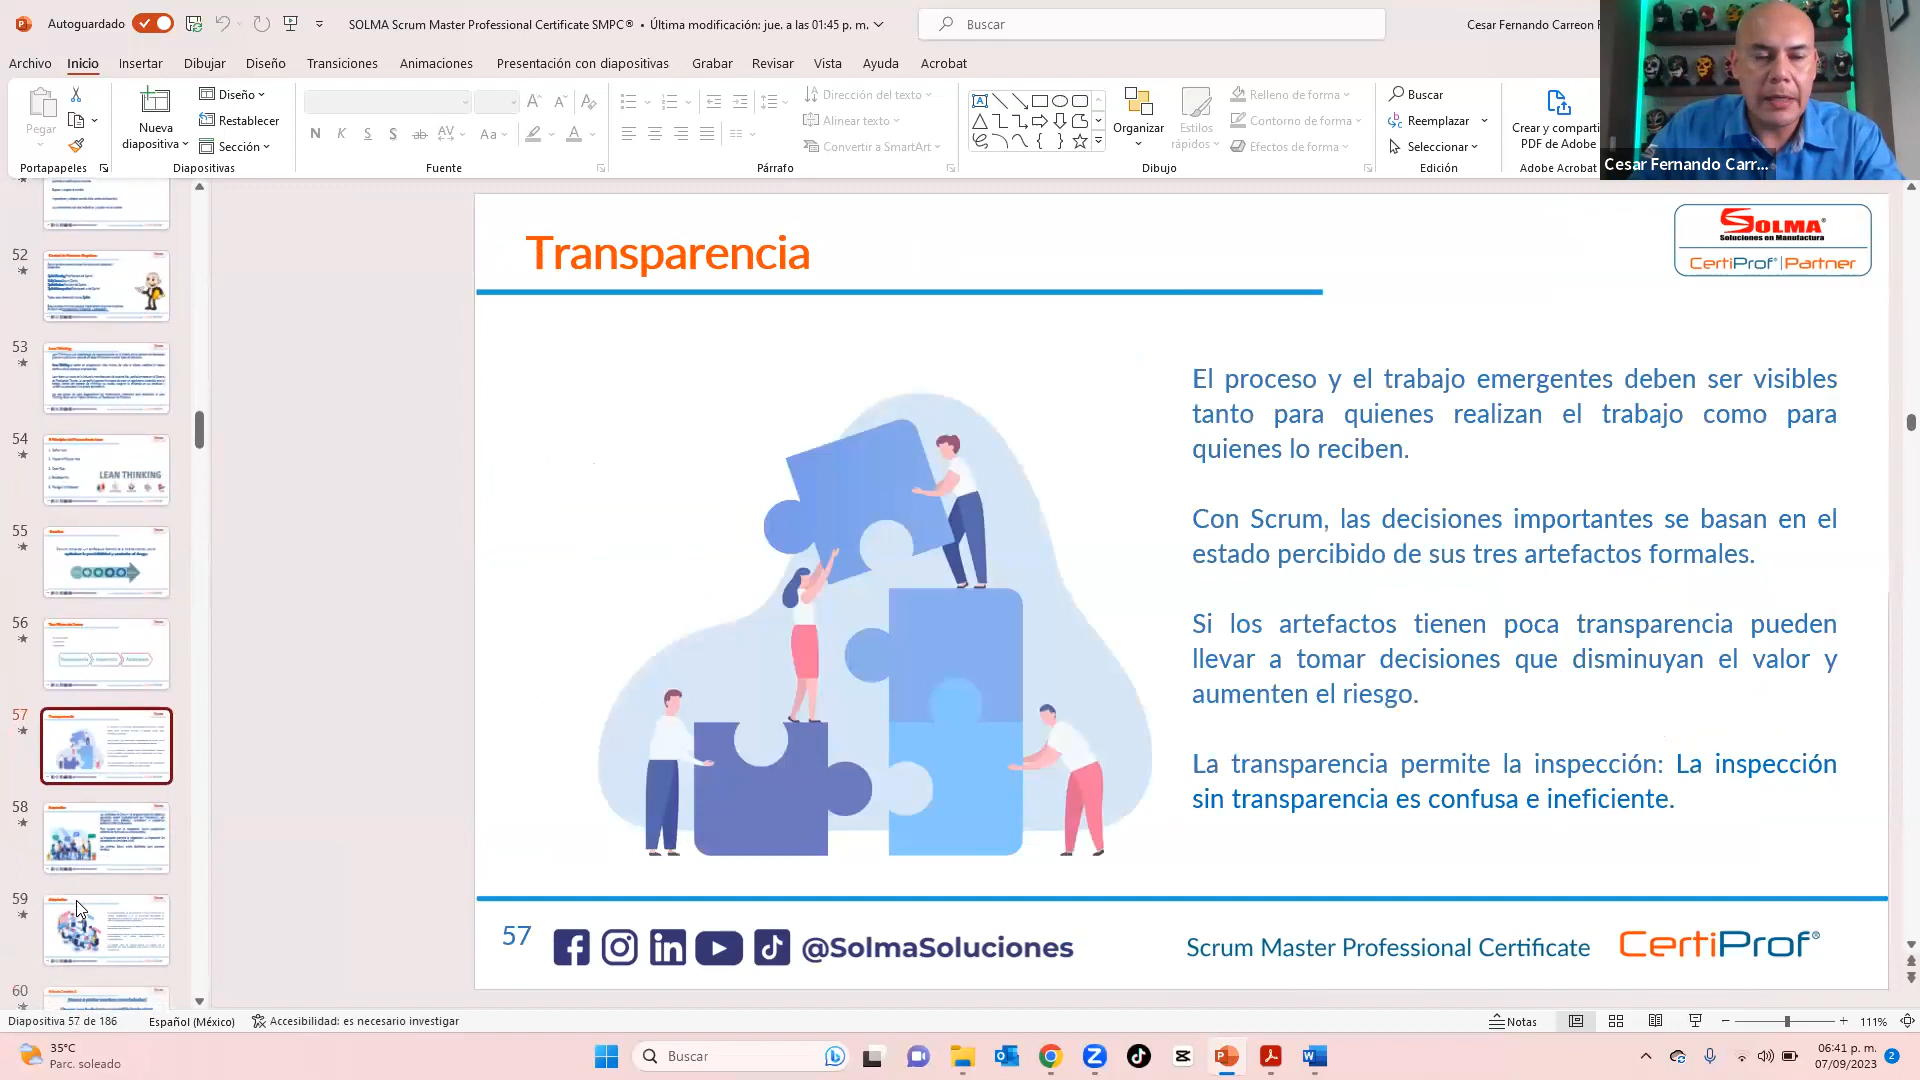 Autoguardado
SOLMA Scrum Master Professional Certificate SMPC® • Última modificación: jue. a las 01:45 p. m.
Buscar
Cesar Fernando Carreon
Archivo Inicio Insertar Dibujar Diseño Transiciones Animaciones Presentación con diapositivas Grabar Revisar Vista Ayuda Acrobat
Pegar
Portapapeles
Nueva diapositiva
Diseño
Restablecer
Sección
Diapositivas
N K S S ab AV Aa A
Fuente
Dirección del texto
Alinear texto
Convertir a SmartArt
Párrafo
Organizar
Estilos rápidos
Relleno de forma
Contorno de forma
Efectos de forma
Dibujo
Buscar
Reemplazar
Seleccionar
Edición
Crear y comparti
PDF de Adobe
Adobe Acrobat
Cesar Fernando Carr...
52
53
54
LEAN THINKING
55
56
57
58
59
60
Transparencia
SOLMA®
Soluciones en Manufactura
CertiProf® | Partner
El proceso y el trabajo emergentes deben ser visibles
tanto para quienes realizan el trabajo como para
quienes lo reciben.
Con Scrum, las decisiones importantes se basan en el
estado percibido de sus tres artefactos formales.
Si los artefactos tienen poca transparencia pueden
llevar a tomar decisiones que disminuyan el valor y
aumenten el riesgo.
La transparencia permite la inspección: La inspección
sin transparencia es confusa e ineficiente.
57
@SolmaSoluciones
Scrum Master Professional Certificate
CertiProf®
Diapositiva 57 de 186
Español (México)
Accesibilidad: es necesario investigar
Notas
111%
35°C
Parc. soleado
Buscar
06:41 p. m.
07/09/2023
2